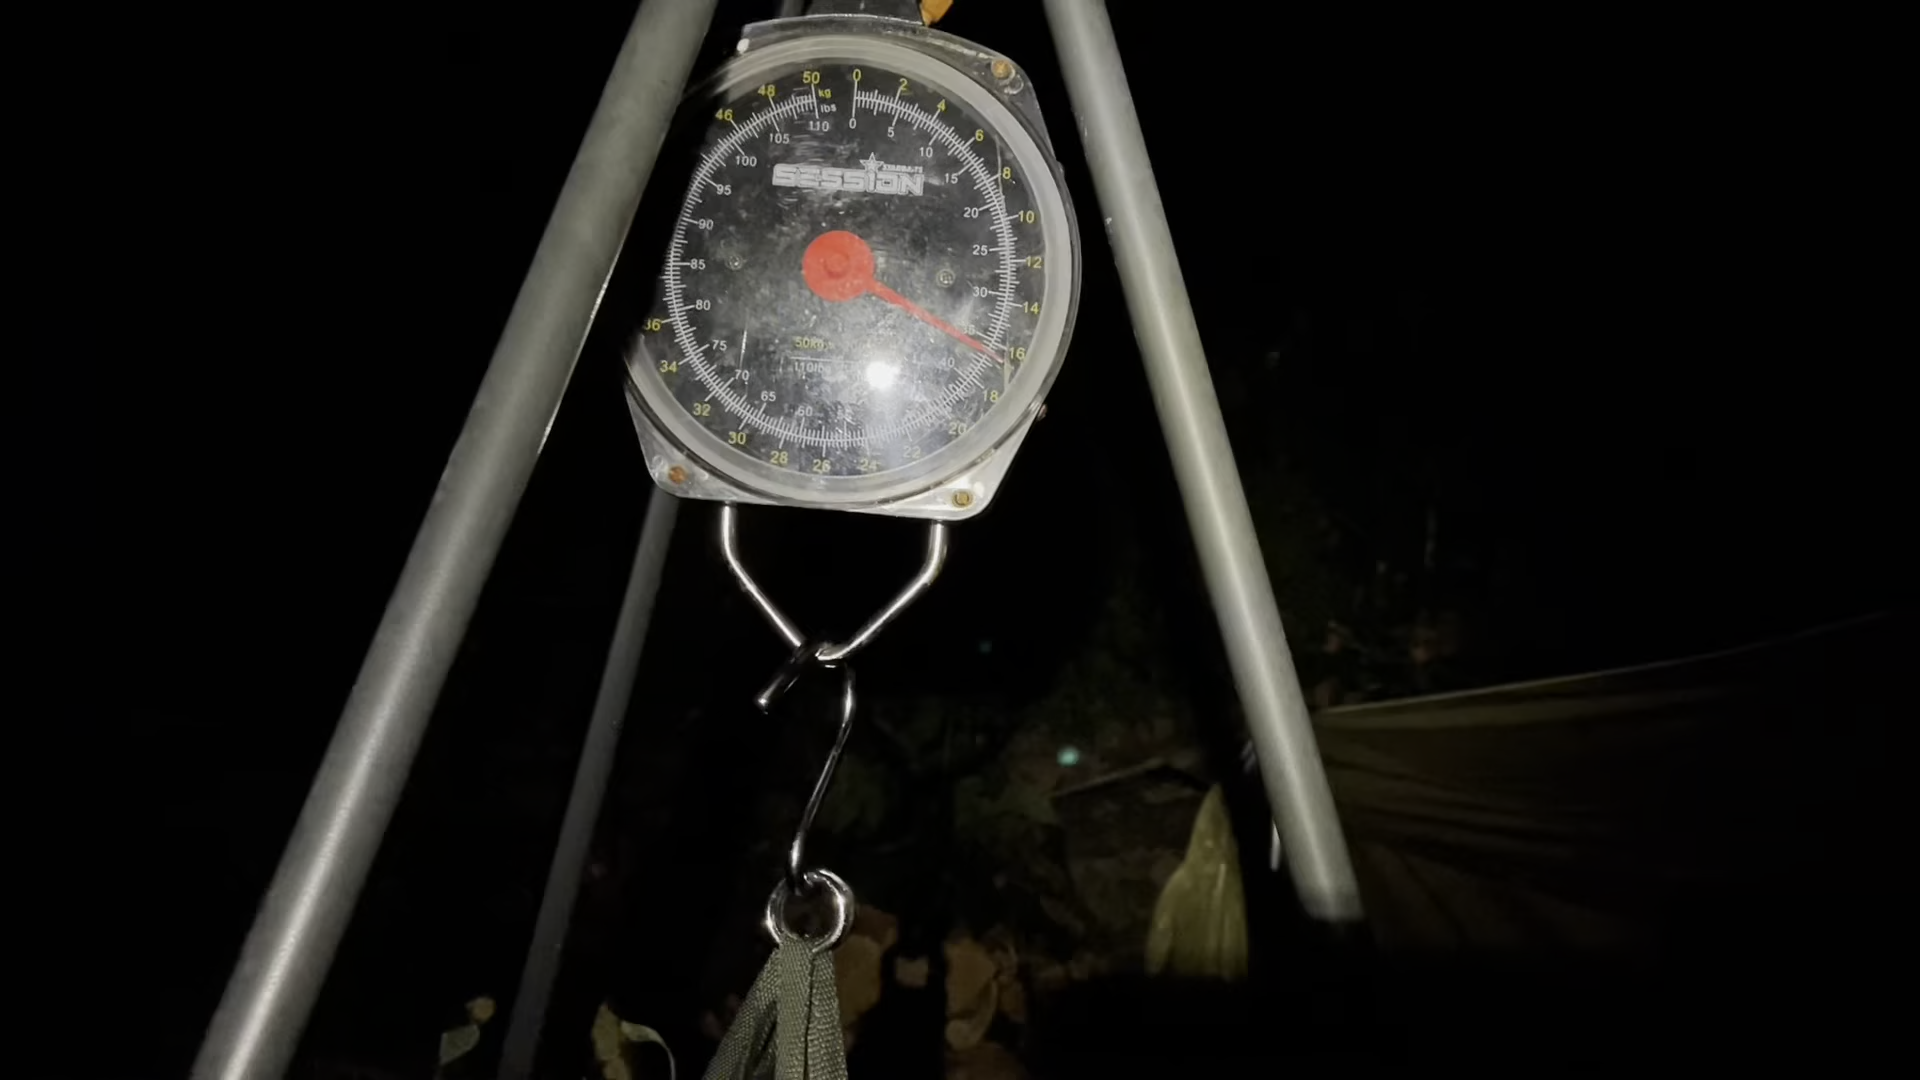 50 0 2 4 6 8 10 12 14 16 18 20 22 24 26 28 30 32 34 36 46 48
kg
lbs
110 0 5 10 15 20 25 30 35 40 60 65 70 75 80 85 90 95 100 105
SESSION
50kg
110lbs